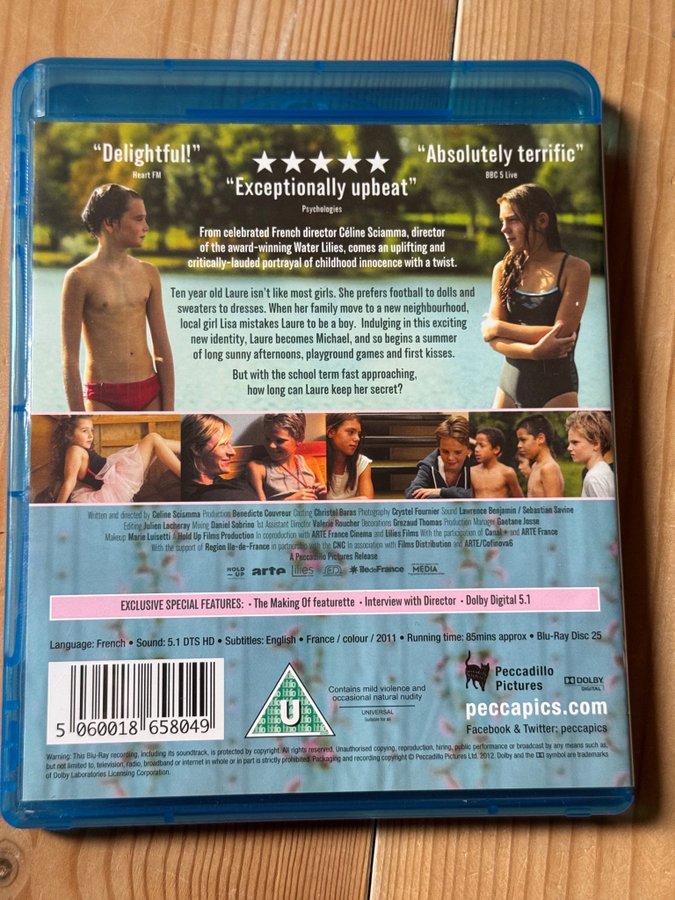 “Delightful!”
Heart FM
“Exceptionally upbeat”
Psychologies
“Absolutely terrific”
BBC 5 Live
From celebrated French director Céline Sciamma, director
of the award-winning Water Lilies, comes an uplifting and
critically-lauded portrayal of childhood innocence with a twist.
Ten year old Laure isn’t like most girls. She prefers football to dolls and
sweaters to dresses. When her family move to a new neighbourhood,
local girl Lisa mistakes Laure to be a boy. Indulging in this exciting
new identity, Laure becomes Michael, and so begins a summer
of long sunny afternoons, playground games and first kisses.
But with the school term fast approaching,
how long can Laure keep her secret?
Written and directed by Celine Sciamma Production Benedicte Couvreur Casting Christel Baras Photography Crystel Fournier Sound Lawrence Benjamin / Sebastian Savine
Editing Julien Lacheray Mixing Daniel Sobrino 1st Assistant Director Valerie Roucher Decorations Grezaud Thomas Production Manager Gaetane Josse
Makeup Marie Luisetti A Hold Up Films Production In coproduction with ARTE France Cinema and Lilies Films With the participation of Canal + and ARTE France
With the support of Region Ile-de-France in partnership with the CNC In association with Films Distribution and ARTE/Cofinova6
A Peccadillo Pictures Release
HOLD UP arte lilies îledeFrance MEDIA
EXCLUSIVE SPECIAL FEATURES: • The Making Of featurette • Interview with Director • Dolby Digital 5.1
Language: French • Sound: 5.1 DTS HD • Subtitles: English • France / colour / 2011 • Running time: 85mins approx • Blu-Ray Disc 25
5 060018 658049
U
Contains mild violence and
occasional natural nudity
UNIVERSAL
Suitable for all
Peccadillo
Pictures
DOLBY
DIGITAL
peccapics.com
Facebook & Twitter: peccapics
Warning: This Blu-Ray recording, including its soundtrack, is protected by copyright. All rights reserved. Unauthorised copying, reproduction, hiring, public performance or broadcast by any means such as,
but not limited to, television, radio, broadband or internet in whole or in part is strictly prohibited. Packaging and recording copyright © Peccadillo Pictures Ltd. 2012. Dolby and the symbol are trademarks
of Dolby Laboratories Licensing Corporation.